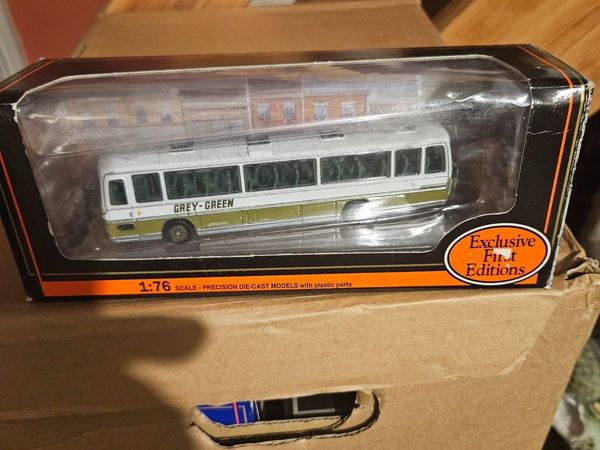 GREY-GREEN
Exclusive
First
Editions
1:76 SCALE - PRECISION DIE-CAST MODELS with plastic parts